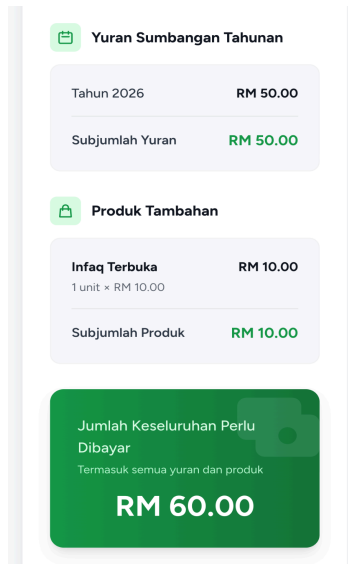 Yuran Sumbangan Tahunan
Tahun 2026 RM 50.00
Subjumlah Yuran RM 50.00
Produk Tambahan
Infaq Terbuka RM 10.00
1 unit × RM 10.00
Subjumlah Produk RM 10.00
Jumlah Keseluruhan Perlu
Dibayar
Termasuk semua yuran dan produk
RM 60.00